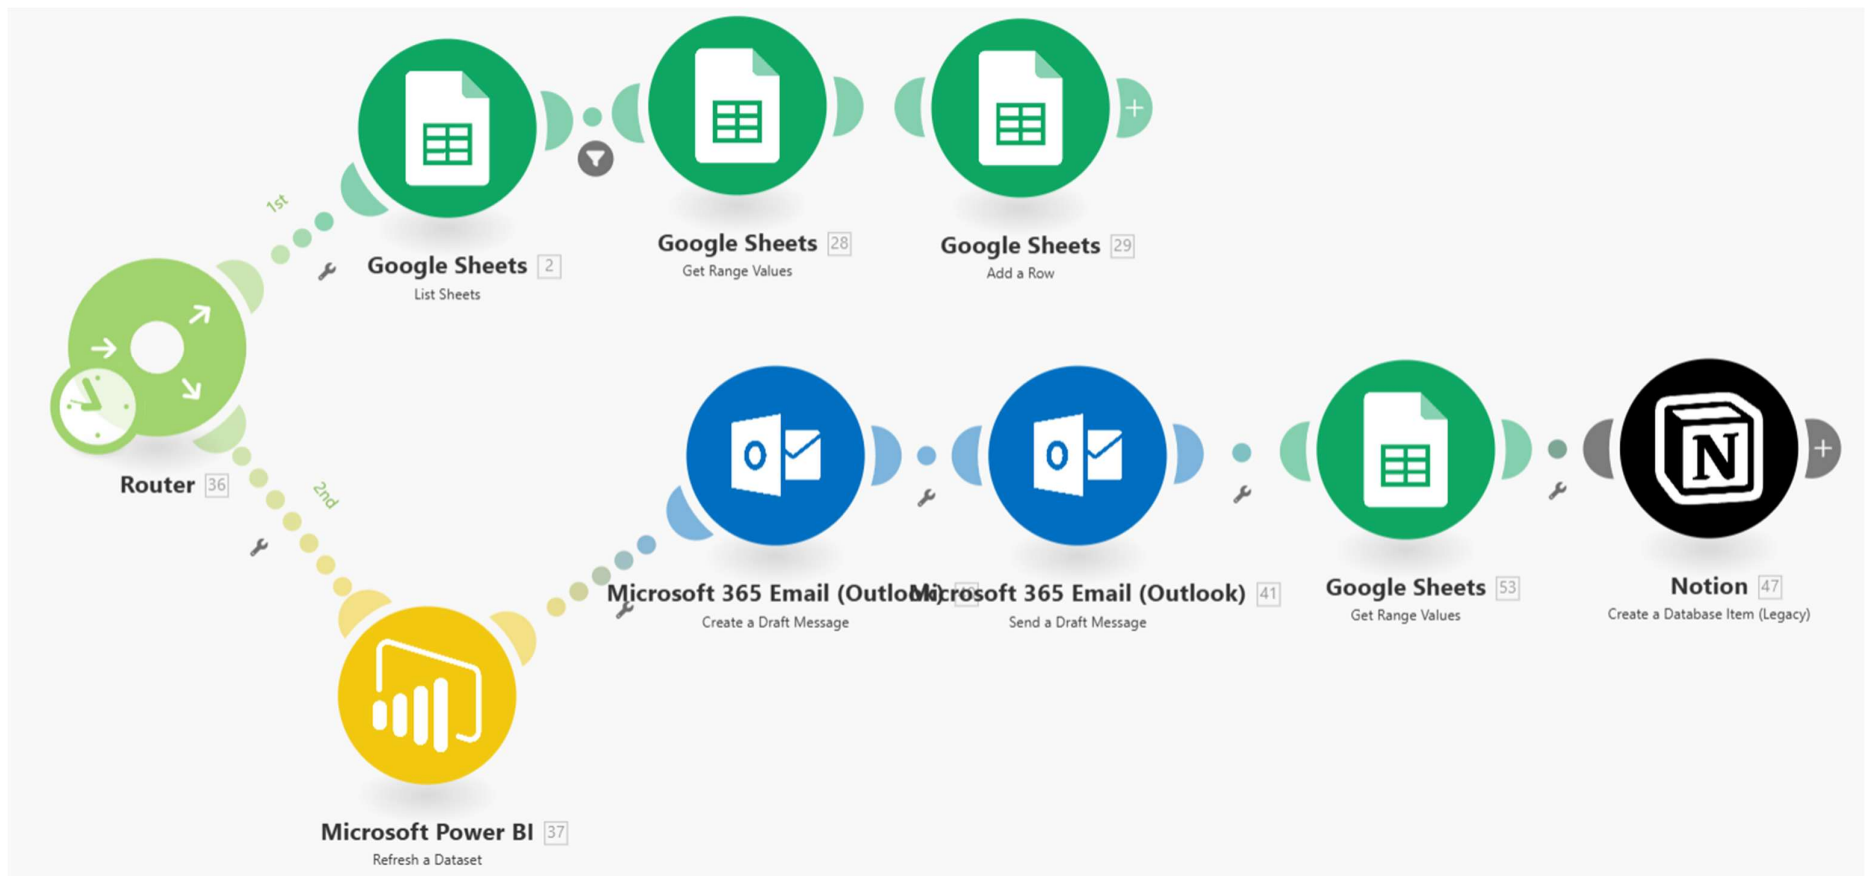 1st
Google Sheets 2
List Sheets
Google Sheets 28
Get Range Values
Google Sheets 29
Add a Row
Router 36
2nd
Microsoft Power BI 37
Refresh a Dataset
Microsoft 365 Email (Outlook)
Create a Draft Message
Microsoft 365 Email (Outlook) 41
Send a Draft Message
Google Sheets 53
Get Range Values
Notion 47
Create a Database Item (Legacy)